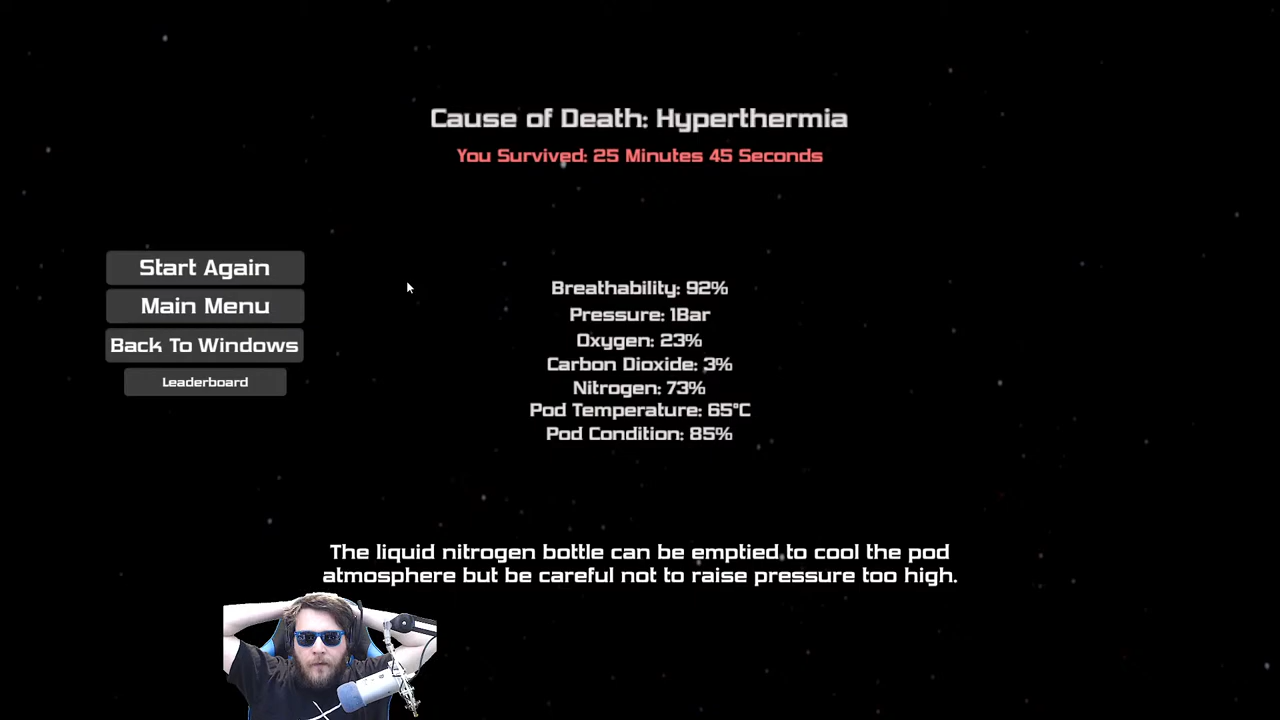 Cause of Death: Hyperthermia
You Survived: 25 Minutes 45 Seconds
Start Again
Main Menu
Back To Windows
Leaderboard
Breathability: 92%
Pressure: 1Bar
Oxygen: 23%
Carbon Dioxide: 3%
Nitrogen: 73%
Pod Temperature: 65°C
Pod Condition: 85%
The liquid nitrogen bottle can be emptied to cool the pod
atmosphere but be careful not to raise pressure too high.